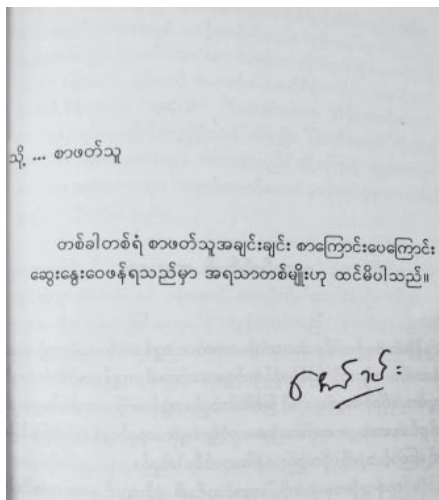 သို့ ... စာဖတ်သူ
တစ်ခါတစ်ရံ စာဖတ်သူအချင်းချင်း စာကြောင်းပေကြောင်း
ဆွေးနွေးဝေဖန်ရသည်မှာ အရသာတစ်မျိုးဟု ထင်မိပါသည်။